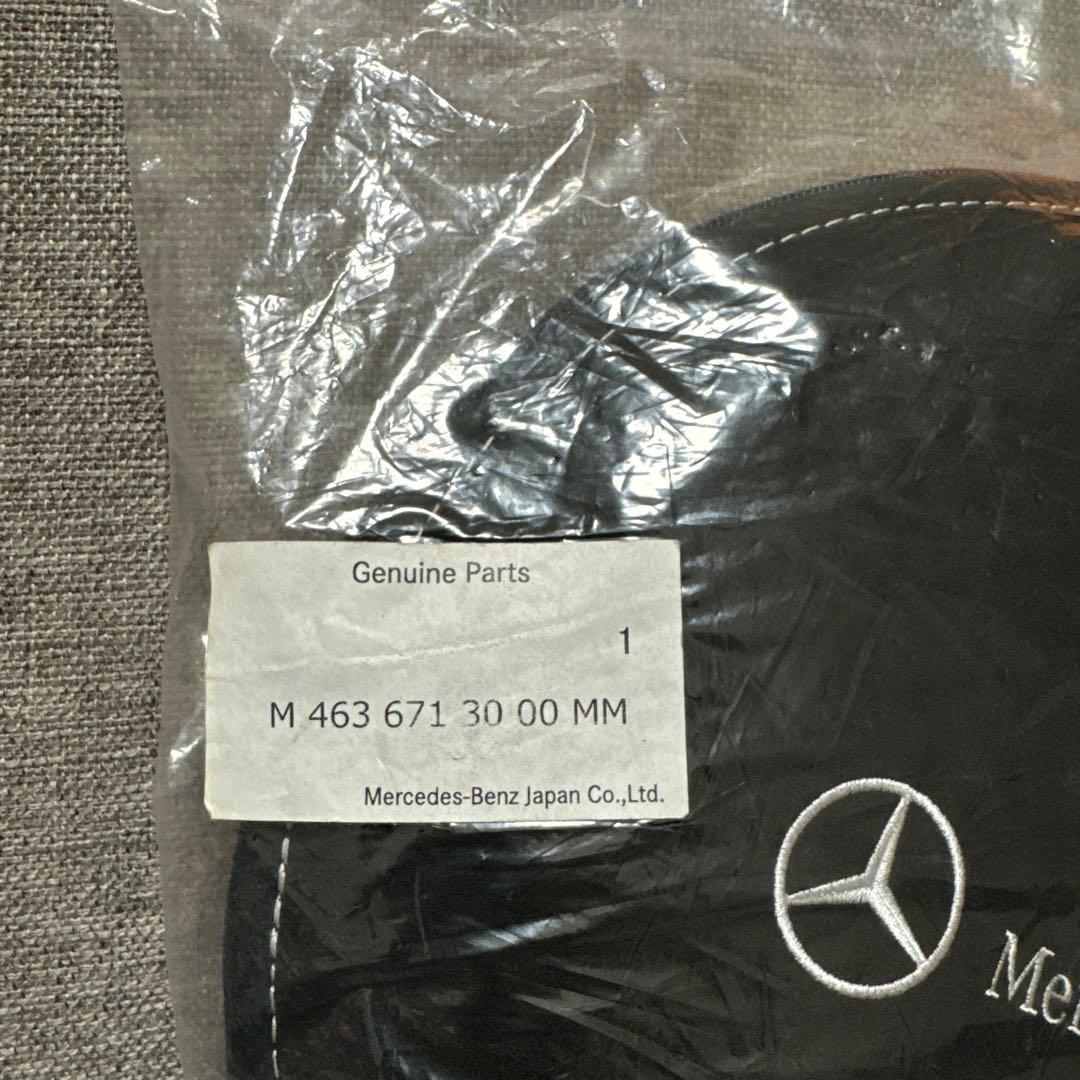 Genuine Parts
1
M 463 671 30 00 MM
Mercedes-Benz Japan Co.,Ltd.